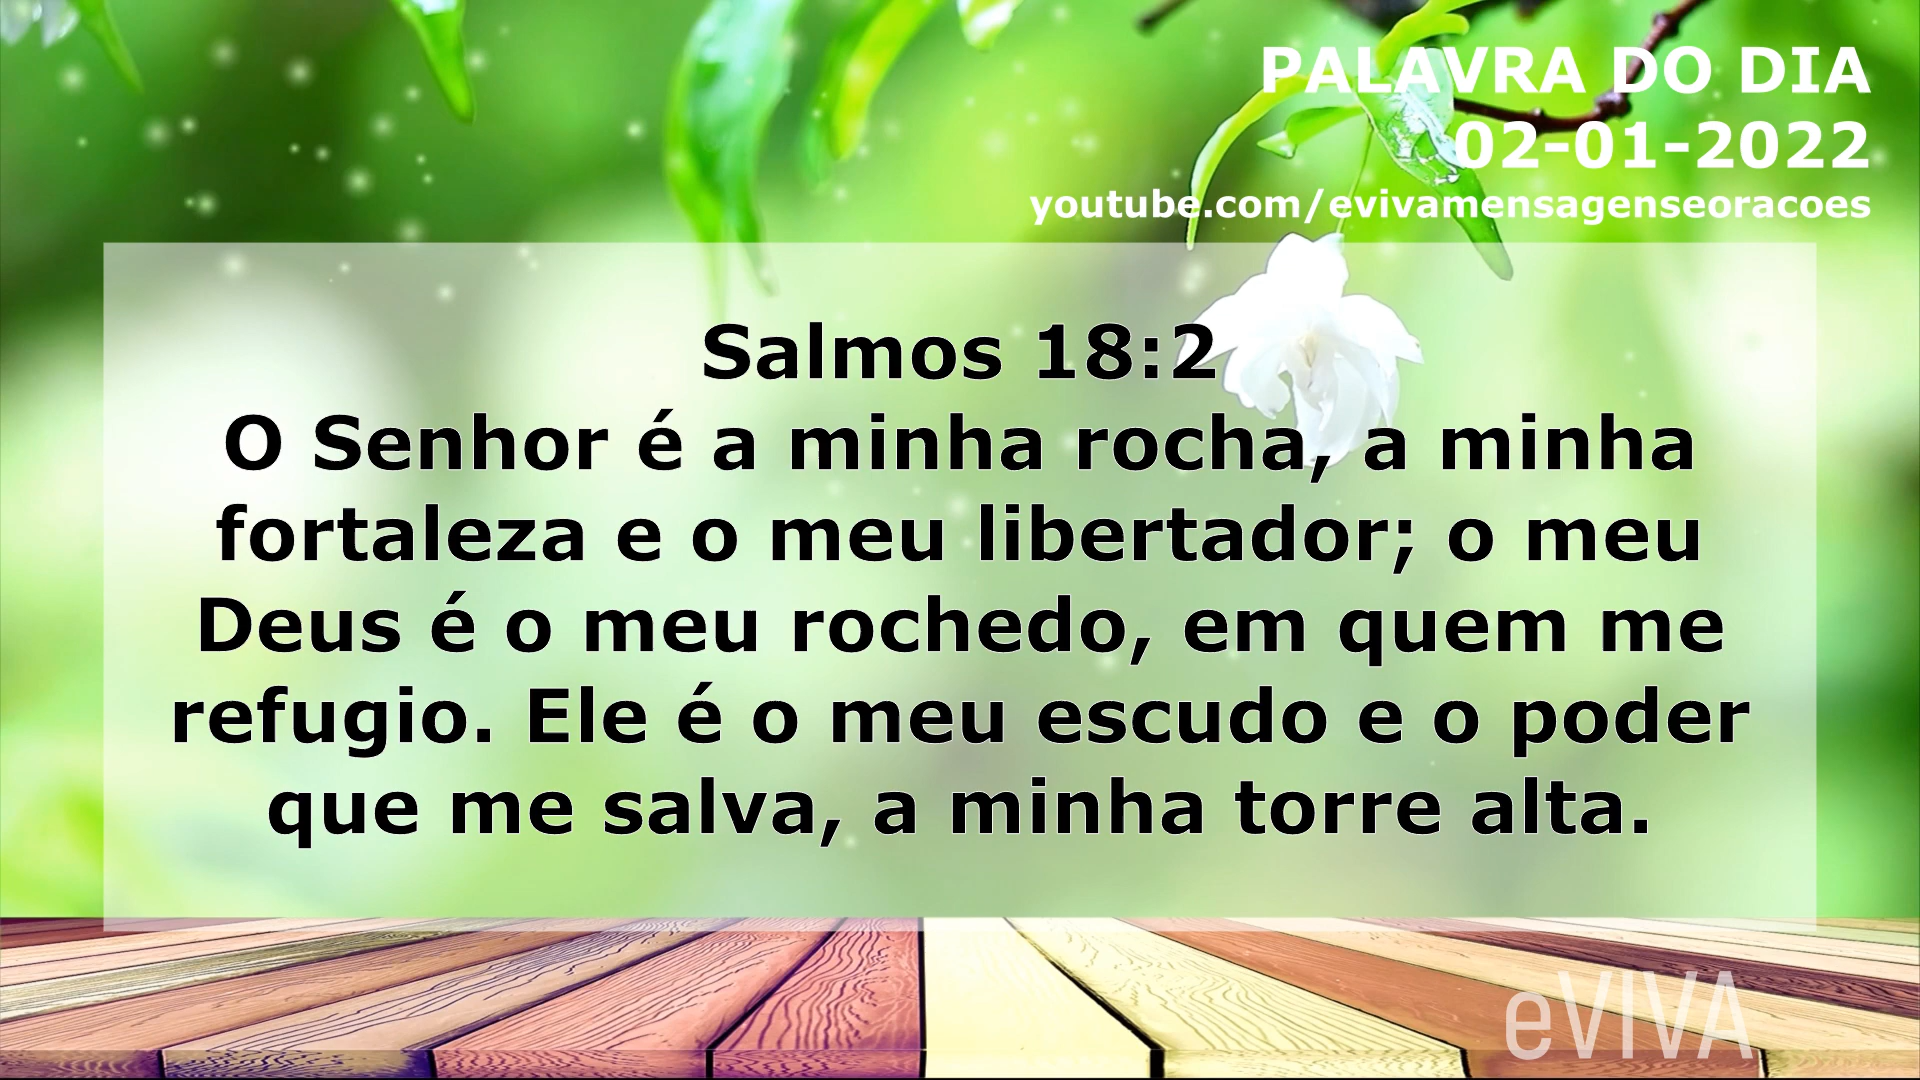 PALAVRA DO DIA
02-01-2022
youtube.com/evivamensagenseoracoes
Salmos 18:2
O Senhor é a minha rocha, a minha
fortaleza e o meu libertador; o meu
Deus é o meu rochedo, em quem me
refugio. Ele é o meu escudo e o poder
que me salva, a minha torre alta.
eVIVA